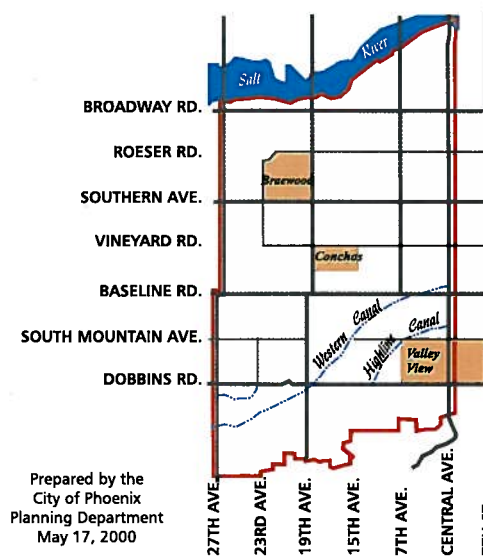 Salt River
BROADWAY RD.
ROESER RD.
Braewood
SOUTHERN AVE.
VINEYARD RD.
Conchas
BASELINE RD.
Western Canal
SOUTH MOUNTAIN AVE.
Highline Canal
Valley
View
DOBBINS RD.
Prepared by the
City of Phoenix
Planning Department
May 17, 2000
27TH AVE.
23RD AVE.
19TH AVE.
15TH AVE.
7TH AVE.
CENTRAL AVE.